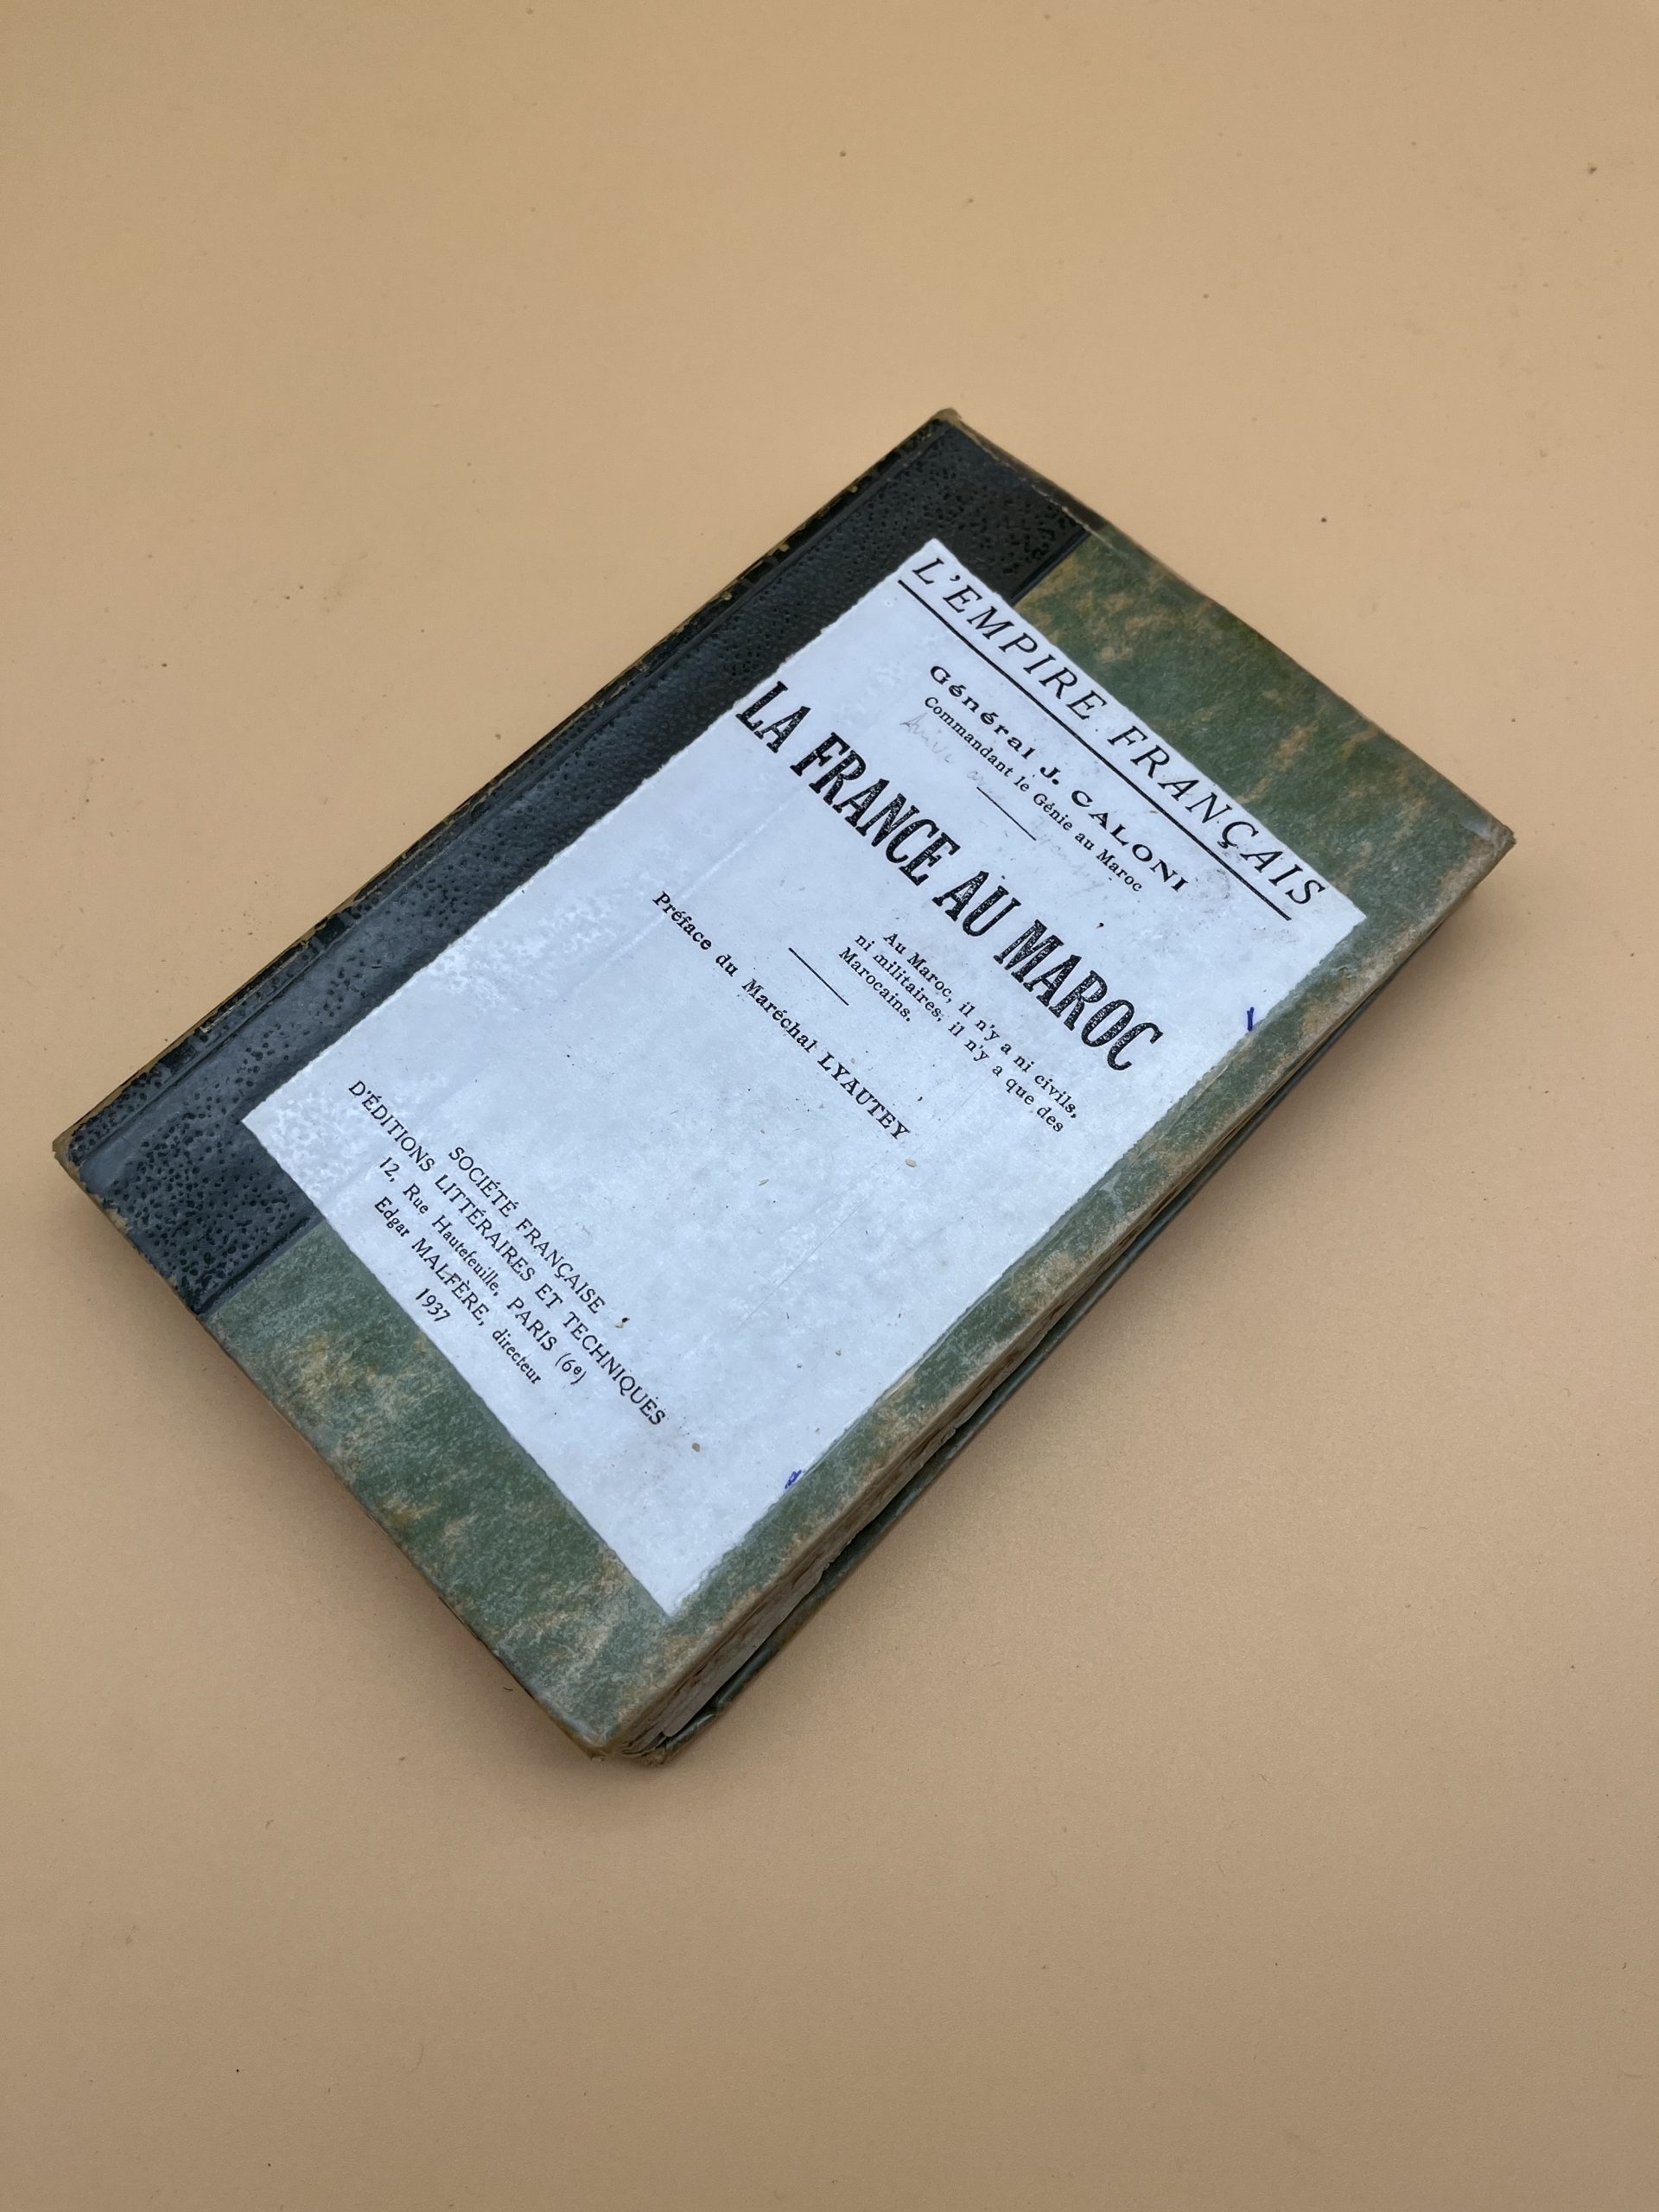 L'EMPIRE FRANÇAIS
Général J. CALONI
Commandant le Génie au Maroc
LA FRANCE AU MAROC
Au Maroc, il n'y a ni civils,
ni militaires; il n'y a que des
Marocains.
Préface du Maréchal LYAUTEY
SOCIÉTÉ FRANÇAISE
D'ÉDITIONS LITTÉRAIRES ET TECHNIQUES
12, Rue Hautefeuille, PARIS (6e)
Edgar MALFÈRE, directeur
1937